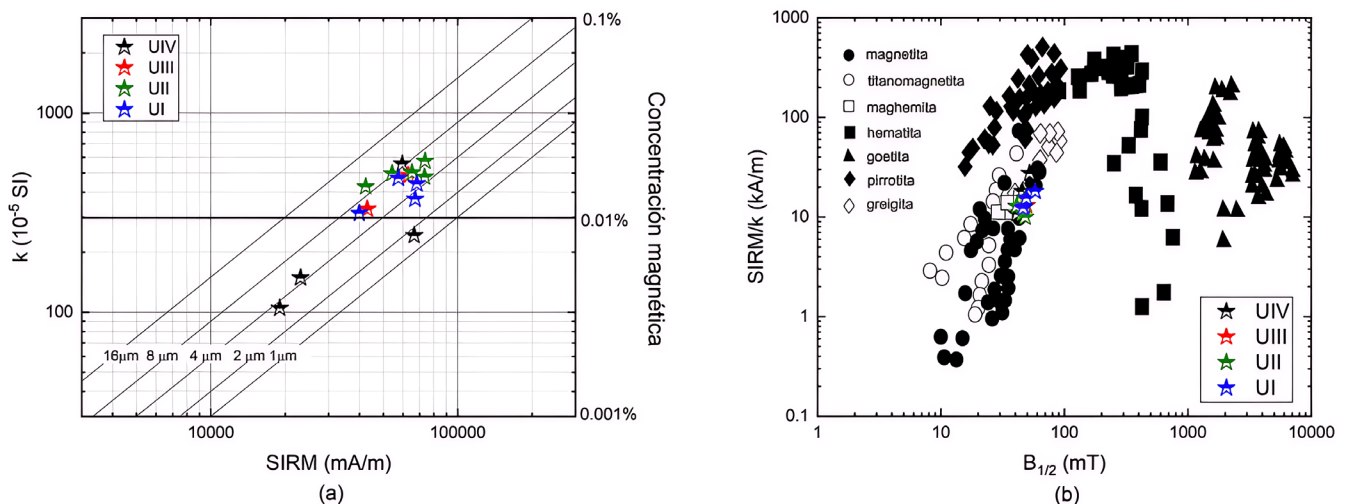 k (10⁻⁵ SI)
1000
100
UIV
UIII
UII
UI
16µm
8 µm
4 µm
2 µm
1µm
10000
100000
SIRM (mA/m)
0.1%
0.01%
0.001%
Concentración magnética
(a)
SIRM/k (kA/m)
1000
100
10
1
0.1
magnetita
titanomagnetita
maghemita
hematita
goetita
pirrotita
greigita
UIV
UIII
UII
UI
1
10
100
1000
10000
B1/2 (mT)
(b)